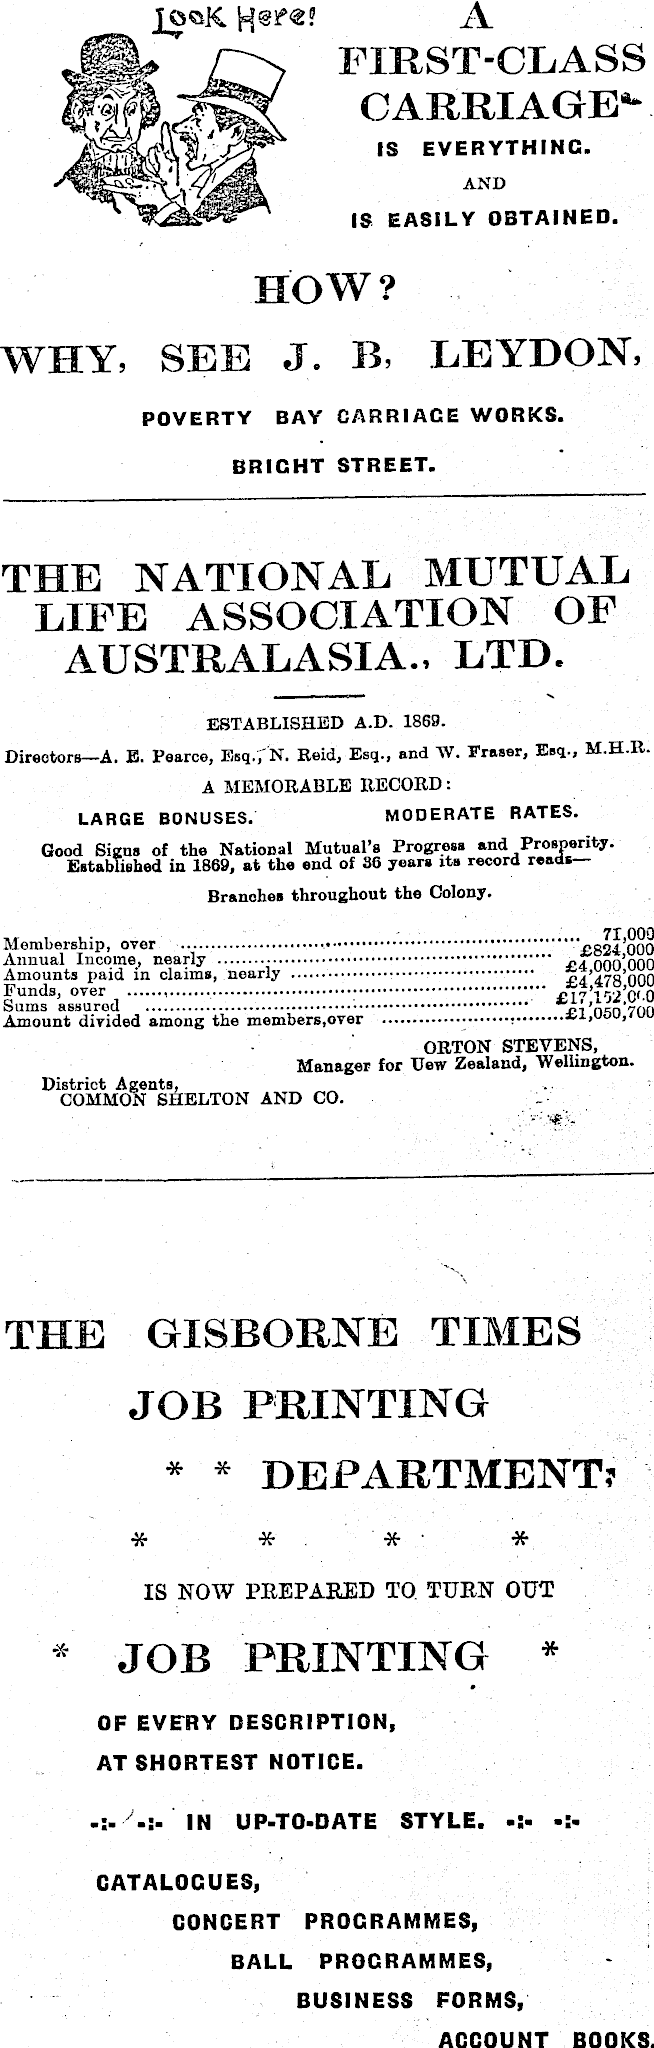 Look Here!
A
FIRST-CLASS
CARRIAGE
IS EVERYTHING.
AND
IS EASILY OBTAINED.
HOW?
WHY, SEE J. B. LEYDON,
POVERTY BAY CARRIAGE WORKS.
BRIGHT STREET.
THE NATIONAL MUTUAL
LIFE ASSOCIATION OF
AUSTRALASIA., LTD.
ESTABLISHED A.D. 1869.
Directors—A. E. Pearce, Esq., N. Reid, Esq., and W. Fraser, Esq., M.H.R.
A MEMORABLE RECORD:
LARGE BONUSES. MODERATE RATES.
Good Signs of the National Mutual's Progress and Prosperity.
Established in 1869, at the end of 36 years its record reads—
Branches throughout the Colony.
Membership, over ........ 71,000
Annual Income, nearly ........ £824,000
Amounts paid in claims, nearly ........ £4,000,000
Funds, over ........ £4,478,000
Sums assured ........ £17,152,000
Amount divided among the members,over ........ £1,050,700
ORTON STEVENS,
Manager for Uew Zealand, Wellington.
District Agents,
COMMON SHELTON AND CO.
THE GISBORNE TIMES
JOB PRINTING
* * DEPARTMENT,
* * * *
IS NOW PREPARED TO TURN OUT
* JOB PRINTING *
OF EVERY DESCRIPTION,
AT SHORTEST NOTICE.
-:- -:- IN UP-TO-DATE STYLE. -:- -:-
CATALOGUES,
CONCERT PROGRAMMES,
BALL PROGRAMMES,
BUSINESS FORMS,
ACCOUNT BOOKS.